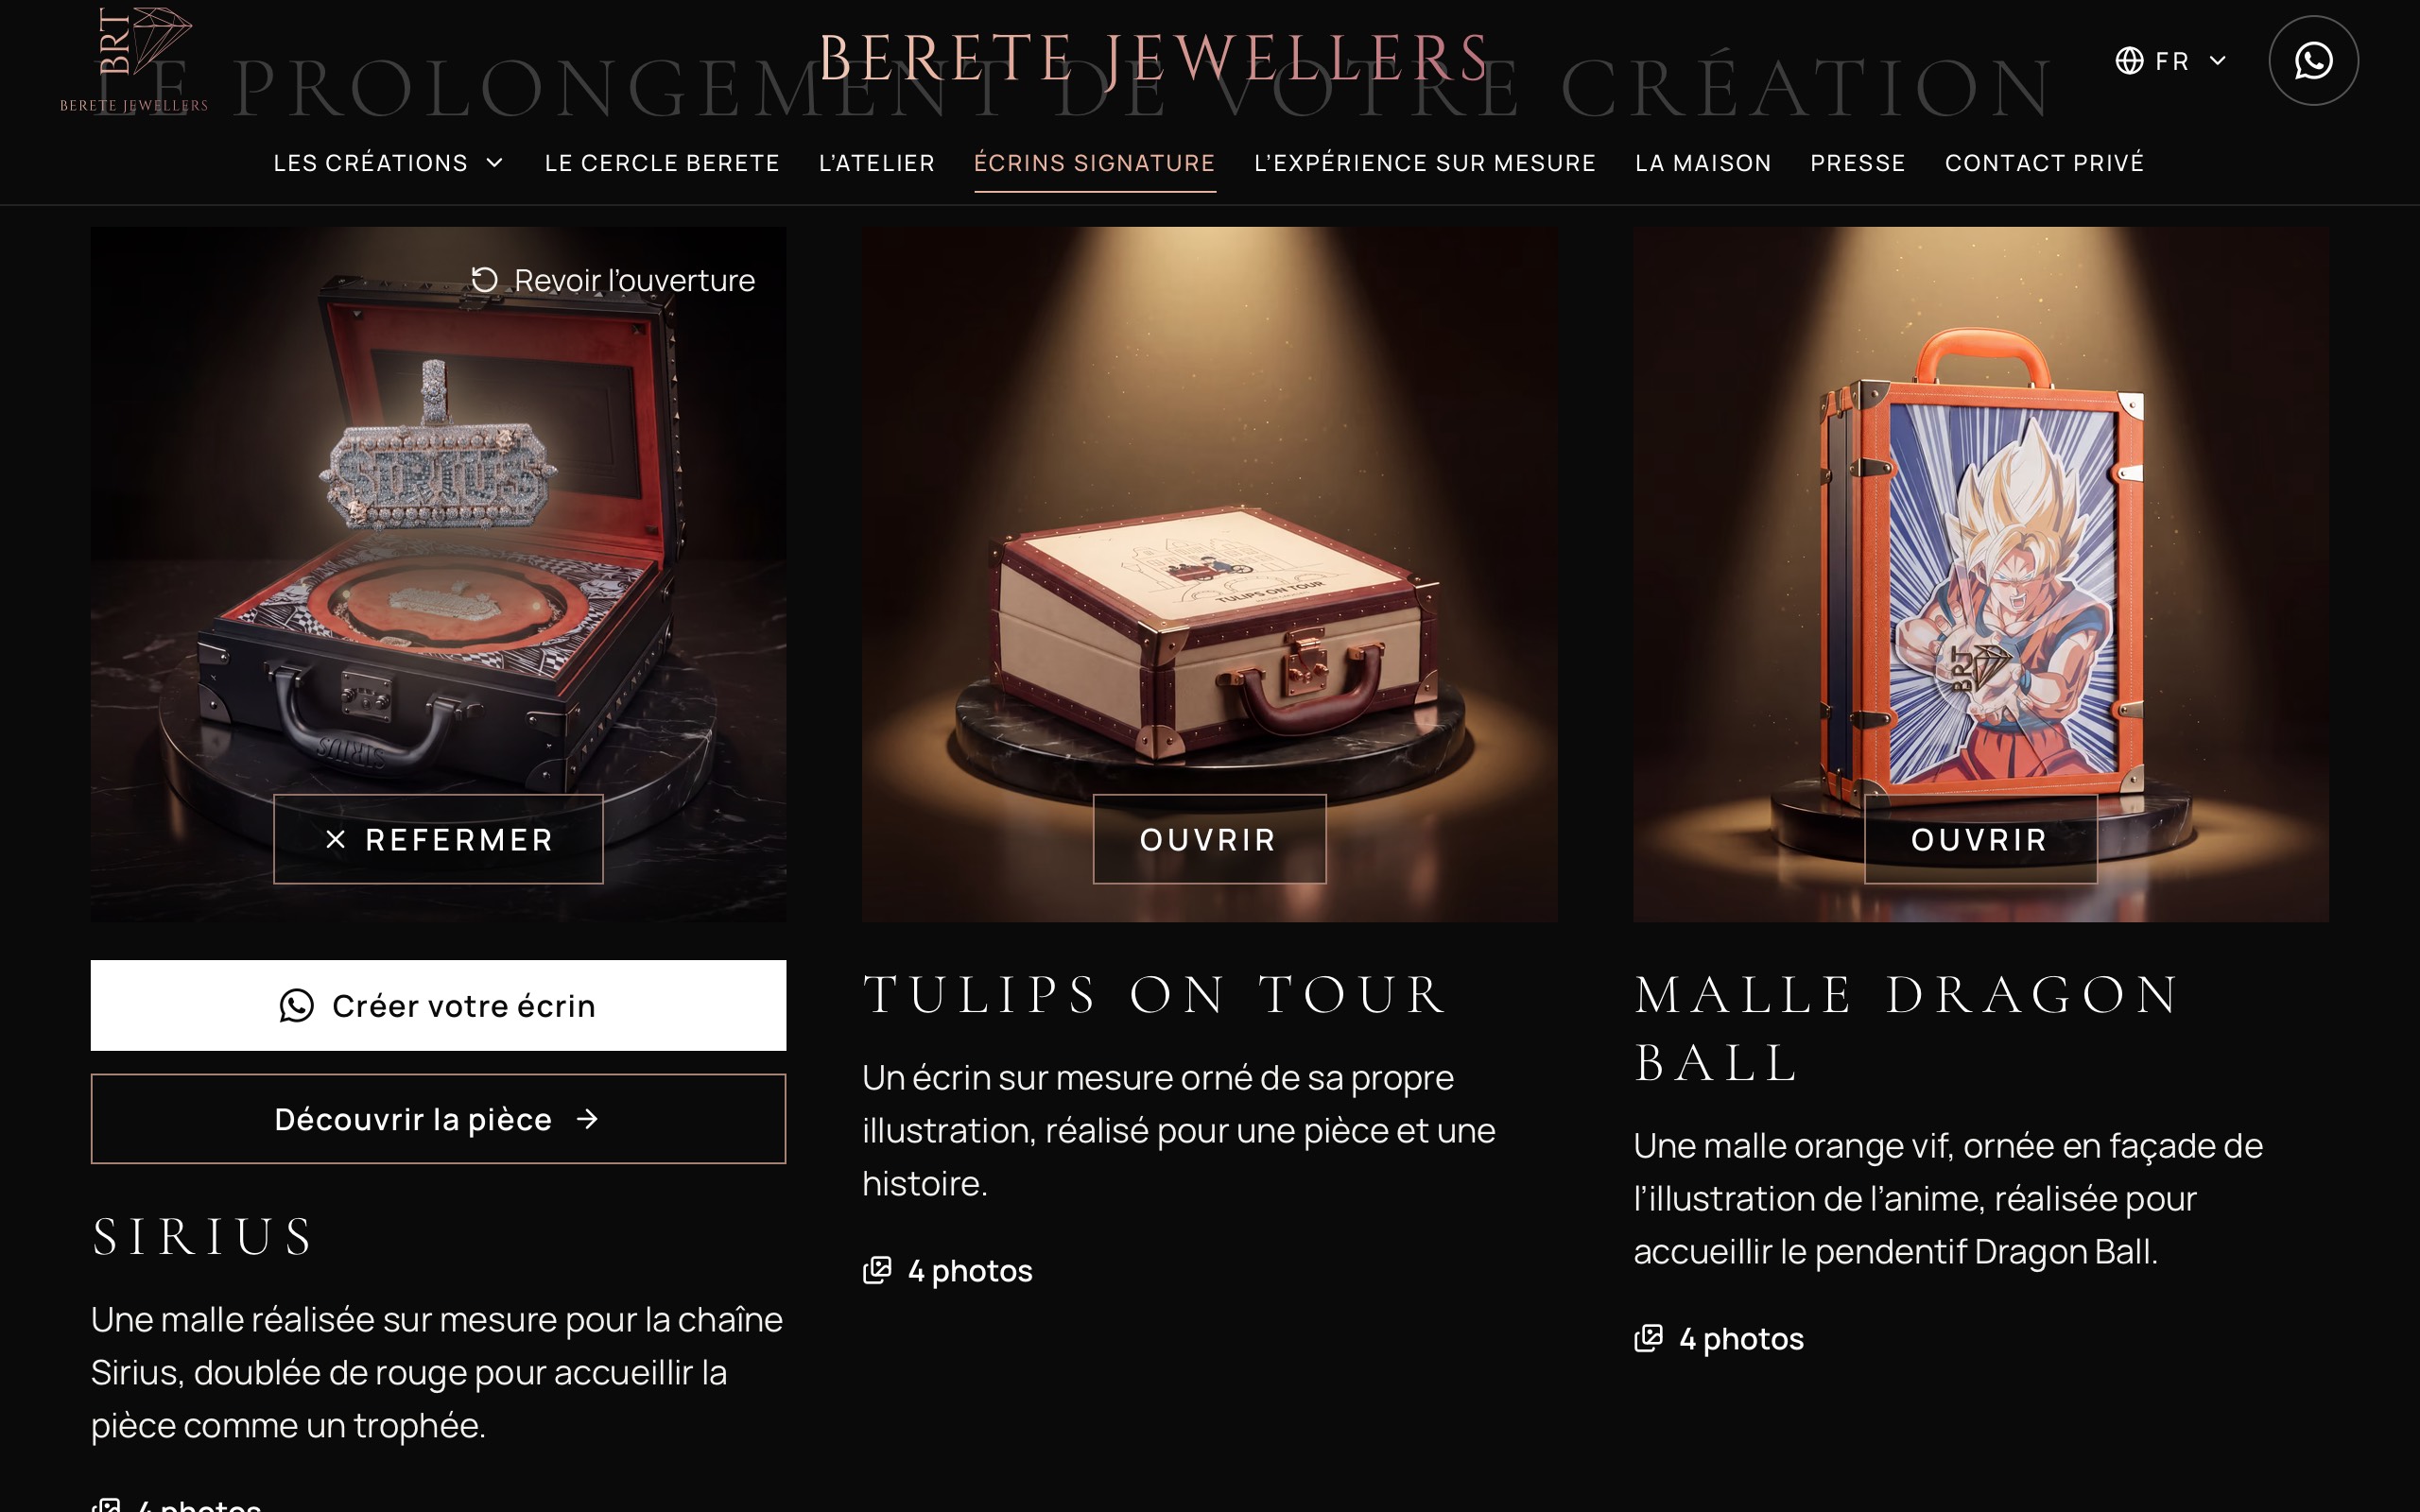 BRT
BERETE JEWELLERS
BERETE JEWELLERS
FR
LE PROLONGEMENT DE VOTRE CRÉATION
LES CRÉATIONS LE CERCLE BERETE L’ATELIER ÉCRINS SIGNATURE L’EXPÉRIENCE SUR MESURE LA MAISON PRESSE CONTACT PRIVÉ
Revoir l’ouverture
SIRIUS
SIRIUS
REFERMER
Créer votre écrin
Découvrir la pièce
SIRIUS
Une malle réalisée sur mesure pour la chaîne
Sirius, doublée de rouge pour accueillir la
pièce comme un trophée.
4 photos
TULIPS ON TOUR
OUVRIR
TULIPS ON TOUR
Un écrin sur mesure orné de sa propre
illustration, réalisé pour une pièce et une
histoire.
4 photos
BRT
OUVRIR
MALLE DRAGON
BALL
Une malle orange vif, ornée en façade de
l’illustration de l’anime, réalisée pour
accueillir le pendentif Dragon Ball.
4 photos